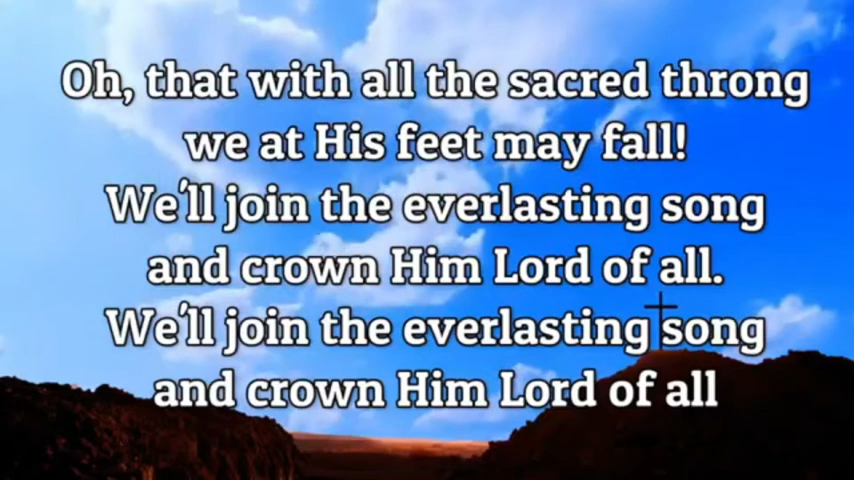 Oh, that with all the sacred throng
we at His feet may fall!
We'll join the everlasting song
and crown Him Lord of all.
We'll join the everlasting song
and crown Him Lord of all